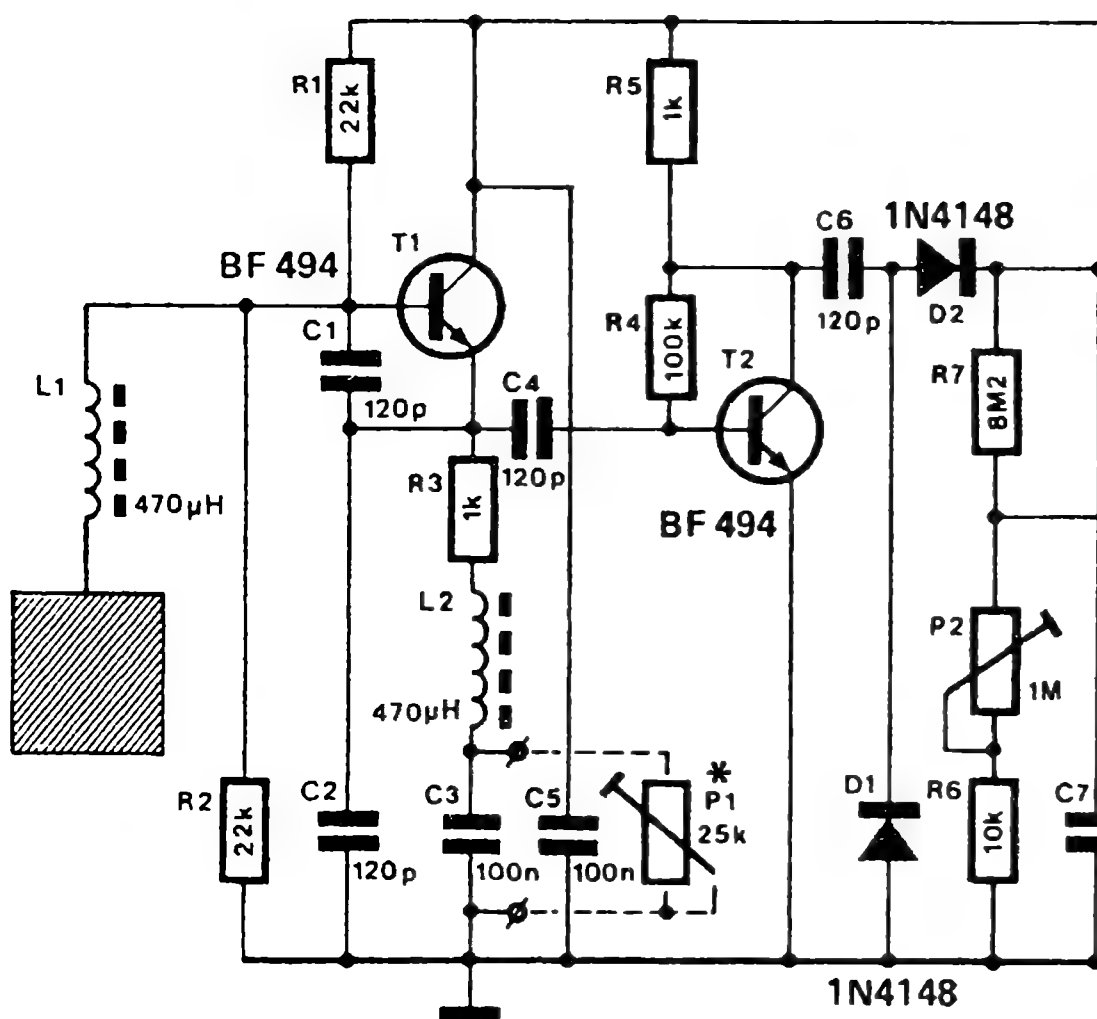 R1
22k
R5
1k
T1
BF 494
C6
1N4148
120p
D2
C1
120p
R4
100k
T2
R7
8M2
L1
470µH
C4
120p
R3
1k
BF 494
L2
470µH
P2
1M
R2
22k
C2
120p
C3
100n
C5
100n
*
P1
25k
D1
R6
10k
C7
1N4148